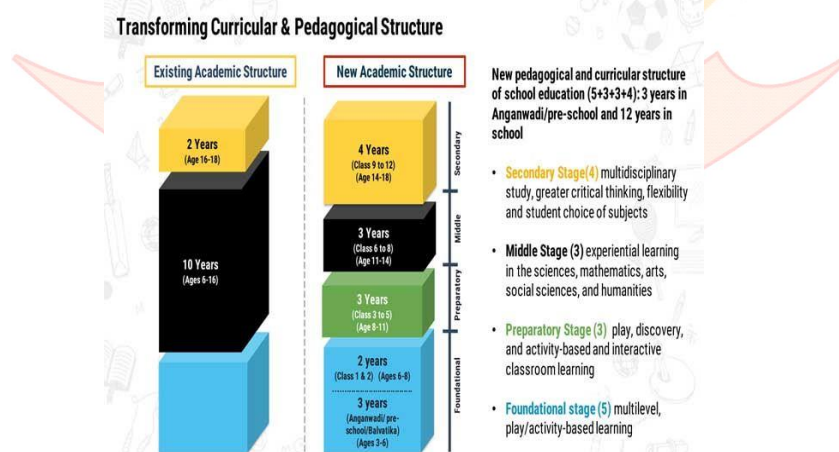 Transforming Curricular & Pedagogical Structure
Existing Academic Structure
2 Years
(Age 16-18)
10 Years
(Ages 6-16)
New Academic Structure
4 Years
(Class 9 to 12)
(Age 14-18)
3 Years
(Class 6 to 8)
(Age 11-14)
3 Years
(Class 3 to 5)
(Age 8-11)
2 years
(Class 1 & 2) (Ages 6-8)
3 years
(Anganwadi/ pre-
school/Balvatika)
(Ages 3-6)
Secondary
Middle
Preparatory
Foundational
New pedagogical and curricular structure
of school education (5+3+3+4): 3 years in
Anganwadi/pre-school and 12 years in
school
• Secondary Stage(4) multidisciplinary
study, greater critical thinking, flexibility
and student choice of subjects
• Middle Stage (3) experiential learning
in the sciences, mathematics, arts,
social sciences, and humanities
• Preparatory Stage (3) play, discovery,
and activity-based and interactive
classroom learning
• Foundational stage (5) multilevel,
play/activity-based learning